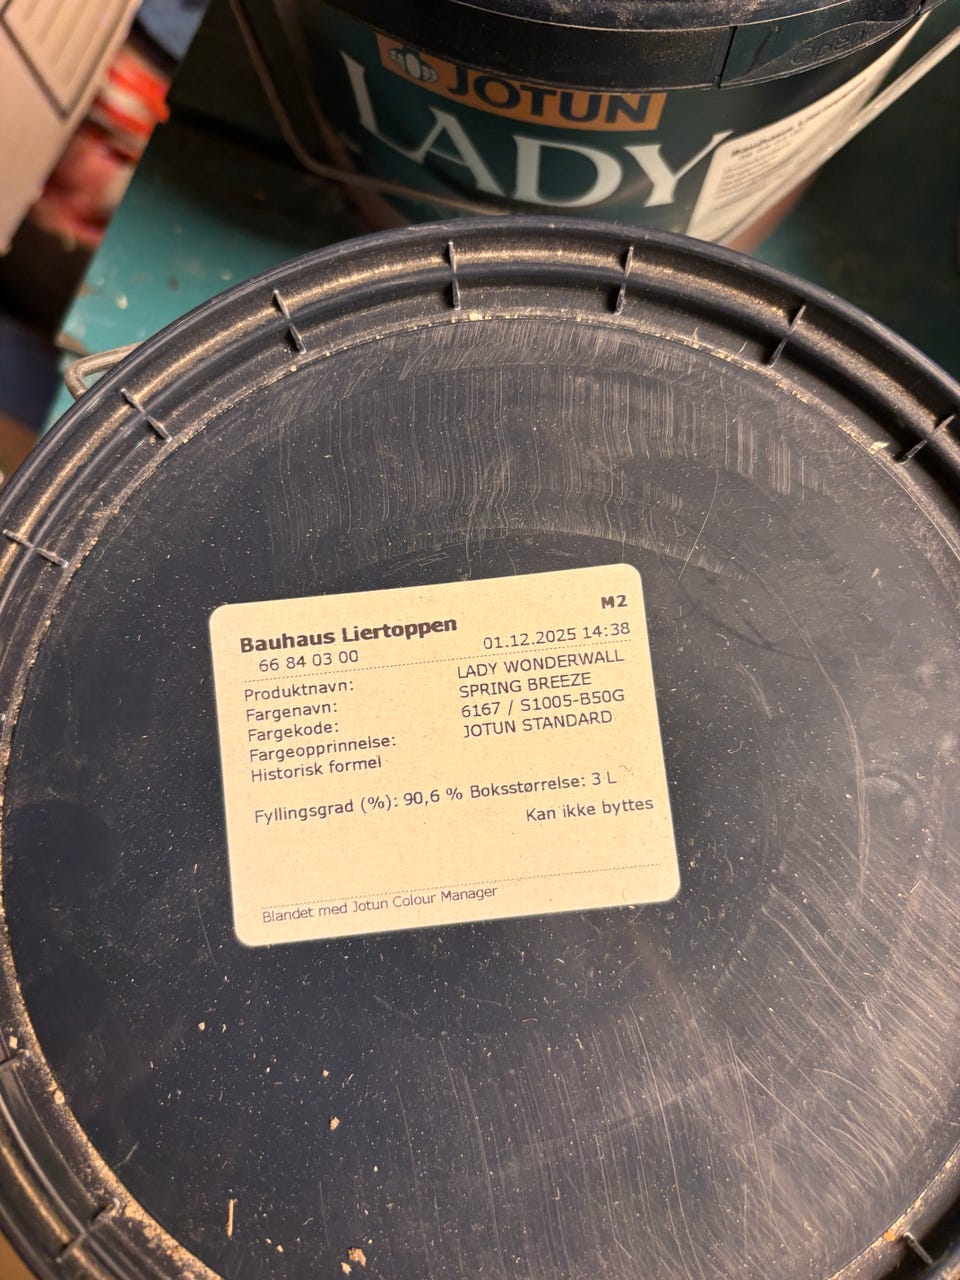 JOTUN
LADY
M2
Bauhaus Liertoppen
66 84 03 00
01.12.2025 14:38
Produktnavn: LADY WONDERWALL
Fargenavn: SPRING BREEZE
Fargekode: 6167 / S1005-B50G
Fargeopprinnelse: JOTUN STANDARD
Historisk formel
Fyllingsgrad (%): 90,6 % Boksstørrelse: 3 L
Kan ikke byttes
Blandet med Jotun Colour Manager